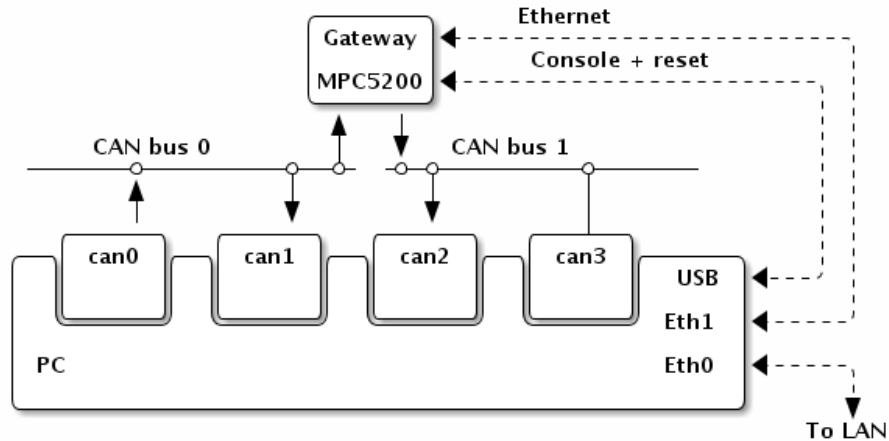 Ethernet
Gateway
MPC5200
Console + reset
CAN bus 0
CAN bus 1
can0
can1
can2
can3
USB
Eth1
PC
Eth0
To LAN